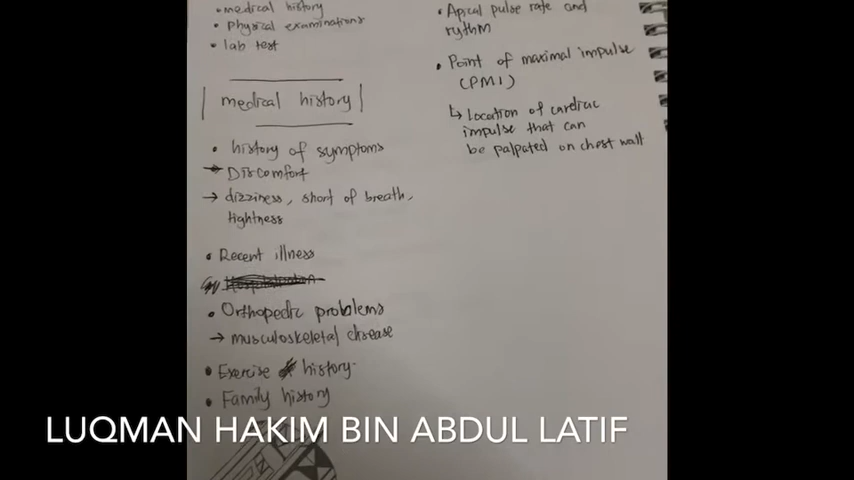 • medical history
• Physical examinations
• lab test
medical history
• history of symptoms
→ Discomfort
→ dizziness, short of breath,
tightness
• Recent illness
• Orthopedic problems
→ musculoskeletal disease
• Exercise history
• Family history
• Apical pulse rate and
rythm
• Point of maximal impulse
(PMI)
↳ Location of cardiac
impulse that can
be palpated on chest wall
LUQMAN HAKIM BIN ABDUL LATIF